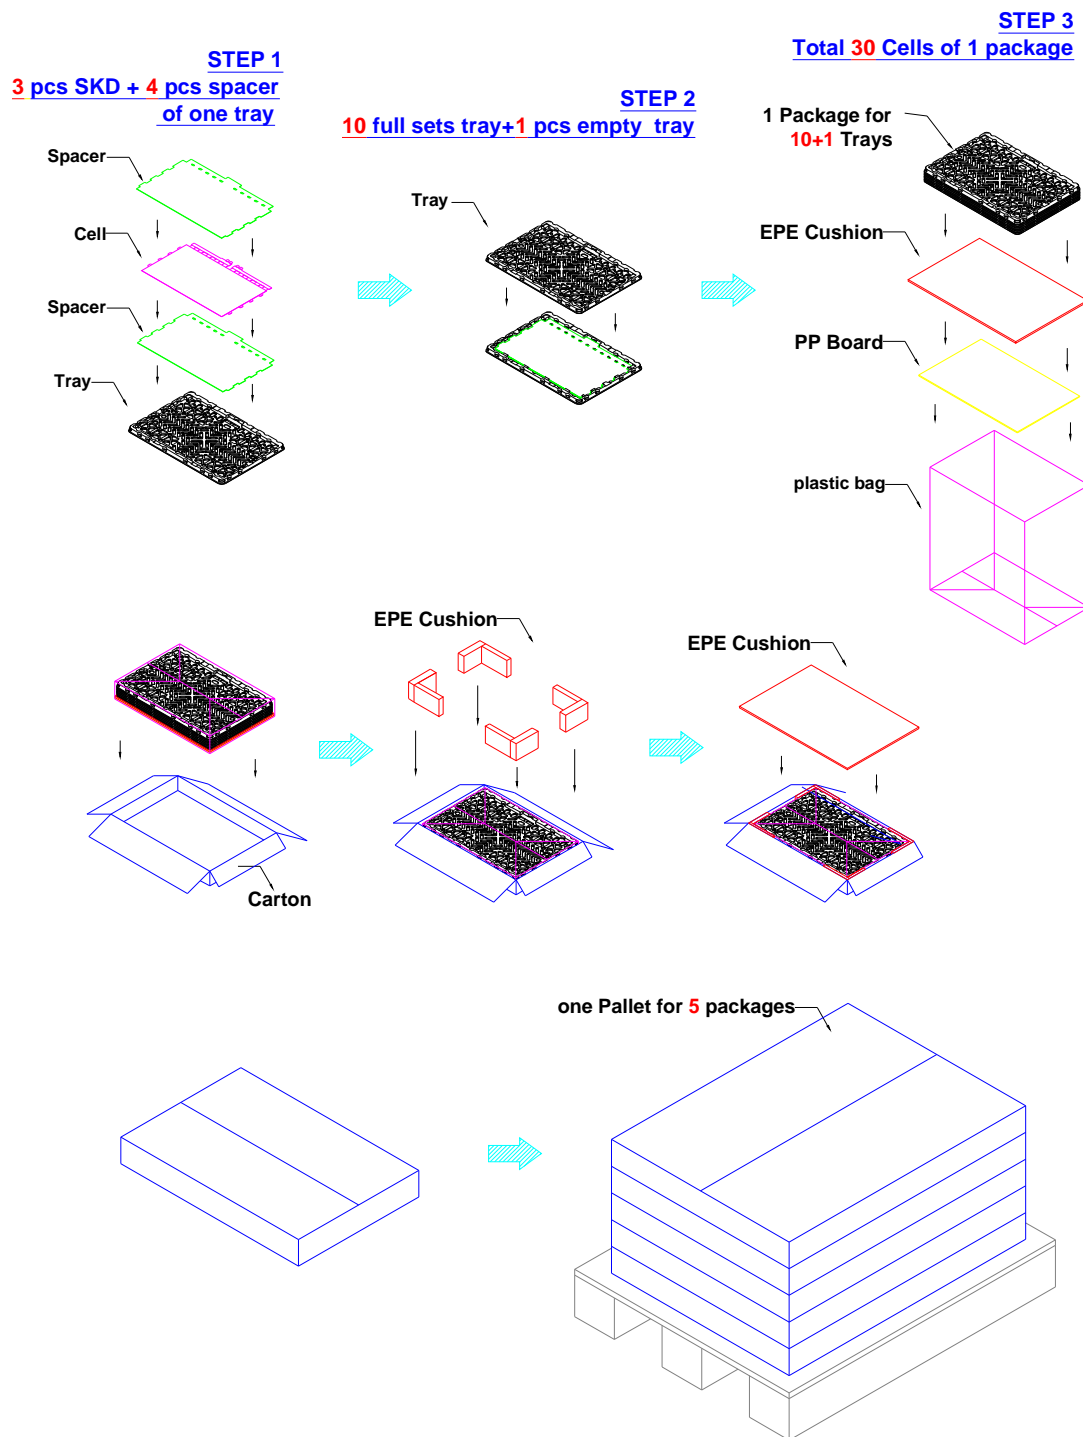 STEP 1
3 pcs SKD + 4 pcs spacer
of one tray
Spacer
Cell
Spacer
Tray
STEP 2
10 full sets tray+1 pcs empty tray
Tray
STEP 3
Total 30 Cells of 1 package
1 Package for
10+1 Trays
EPE Cushion
PP Board
plastic bag
Carton
EPE Cushion
EPE Cushion
one Pallet for 5 packages